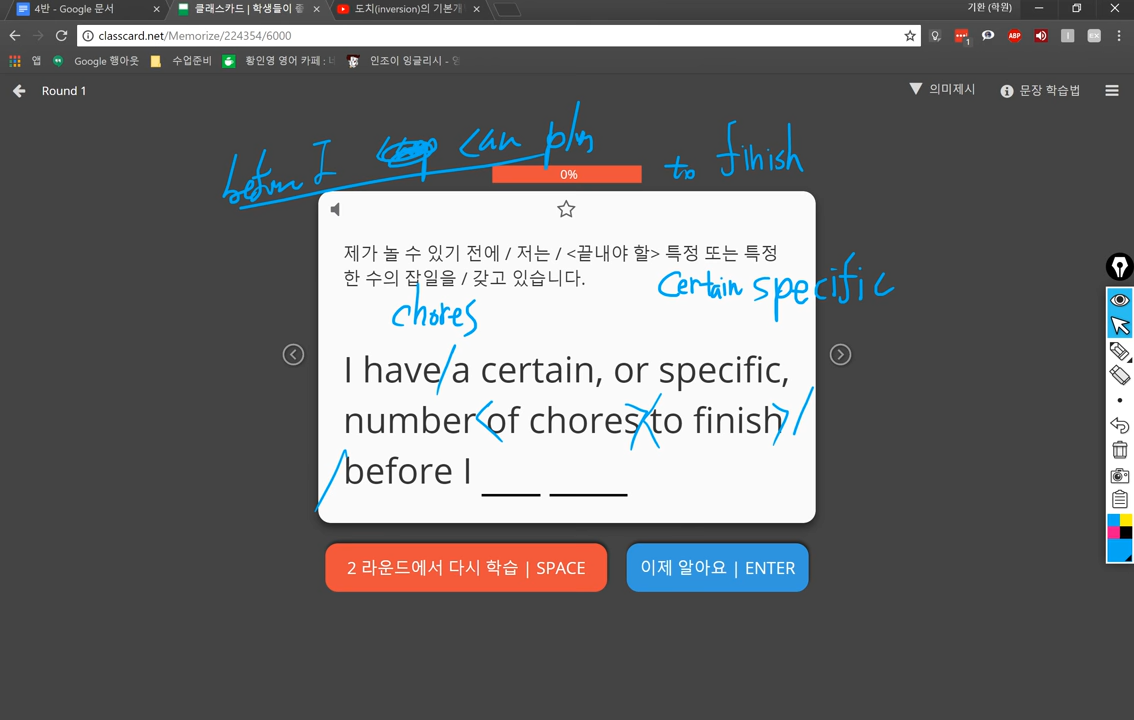 4반 - Google 문서
클래스카드 | 학생들이 좋
도치(inversion)의 기본개
기환 (학원)
classcard.net/Memorize/224354/6000
ABP
1
앱
Google 행아웃
수업준비
황인영 영어 카페 : 네
인조이 잉글리시 - 영
Round 1
의미제시
문장 학습법
before I can play to finish
0%
제가 놀 수 있기 전에 / 저는 / <끝내야 할> 특정 또는 특정
한 수의 잡일을 / 갖고 있습니다.
certain specific
chores
I have / a certain, or specific,
number <of chores> <to finish> /
/ before I ____ ____
2 라운드에서 다시 학습 | SPACE
이제 알아요 | ENTER